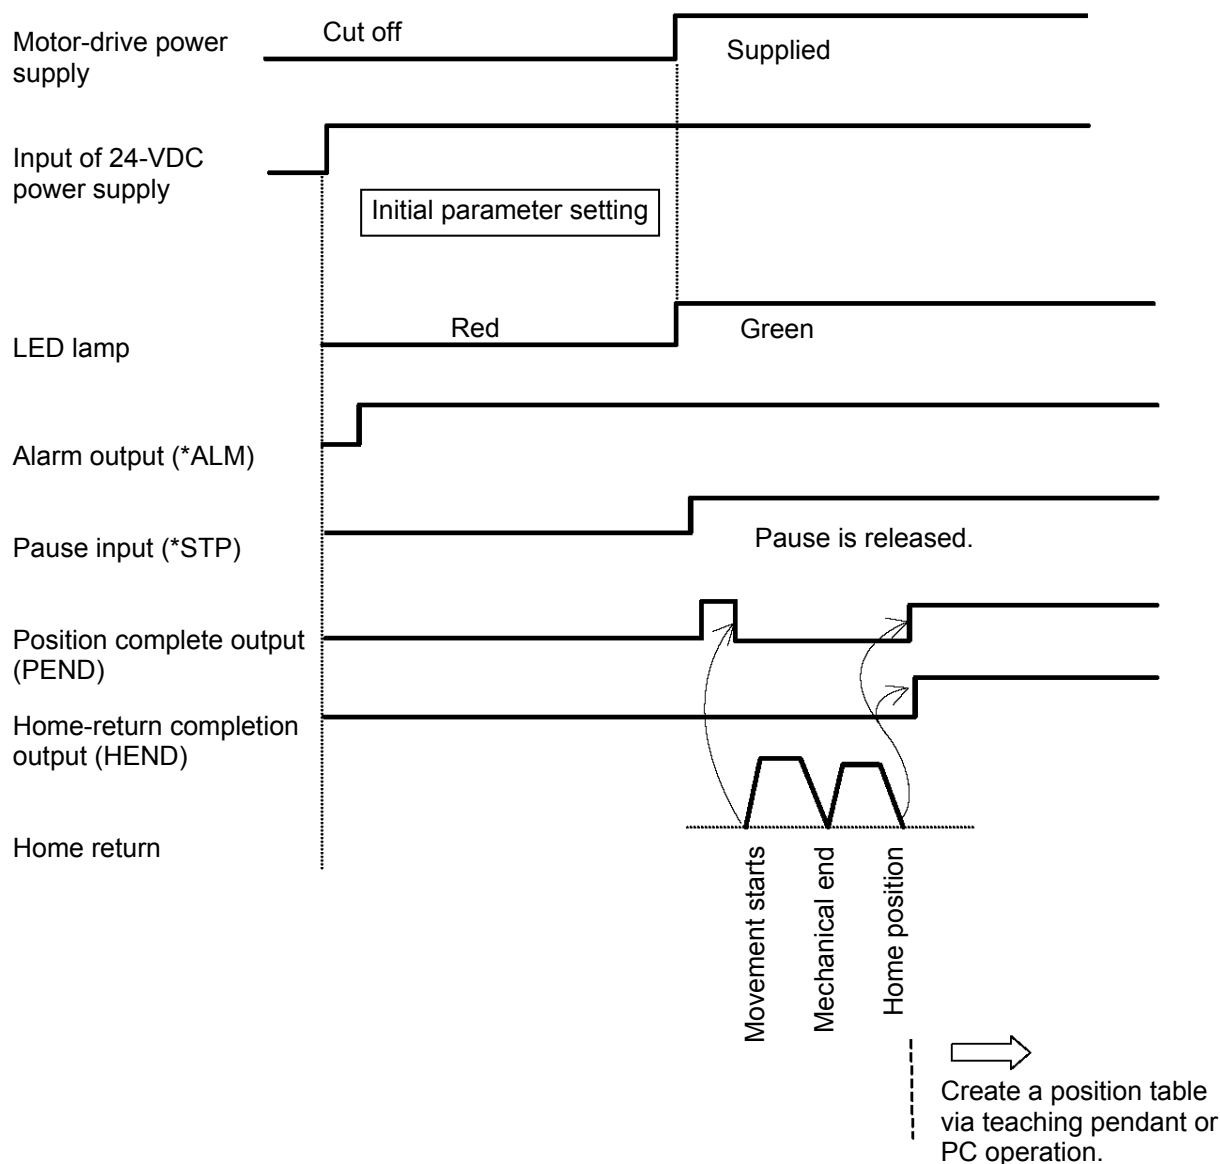 Motor-drive power
supply
Cut off
Supplied
Input of 24-VDC
power supply
Initial parameter setting
LED lamp
Red
Green
Alarm output (*ALM)
Pause input (*STP)
Pause is released.
Position complete output
(PEND)
Home-return completion
output (HEND)
Home return
Movement starts
Mechanical end
Home position
Create a position table
via teaching pendant or
PC operation.